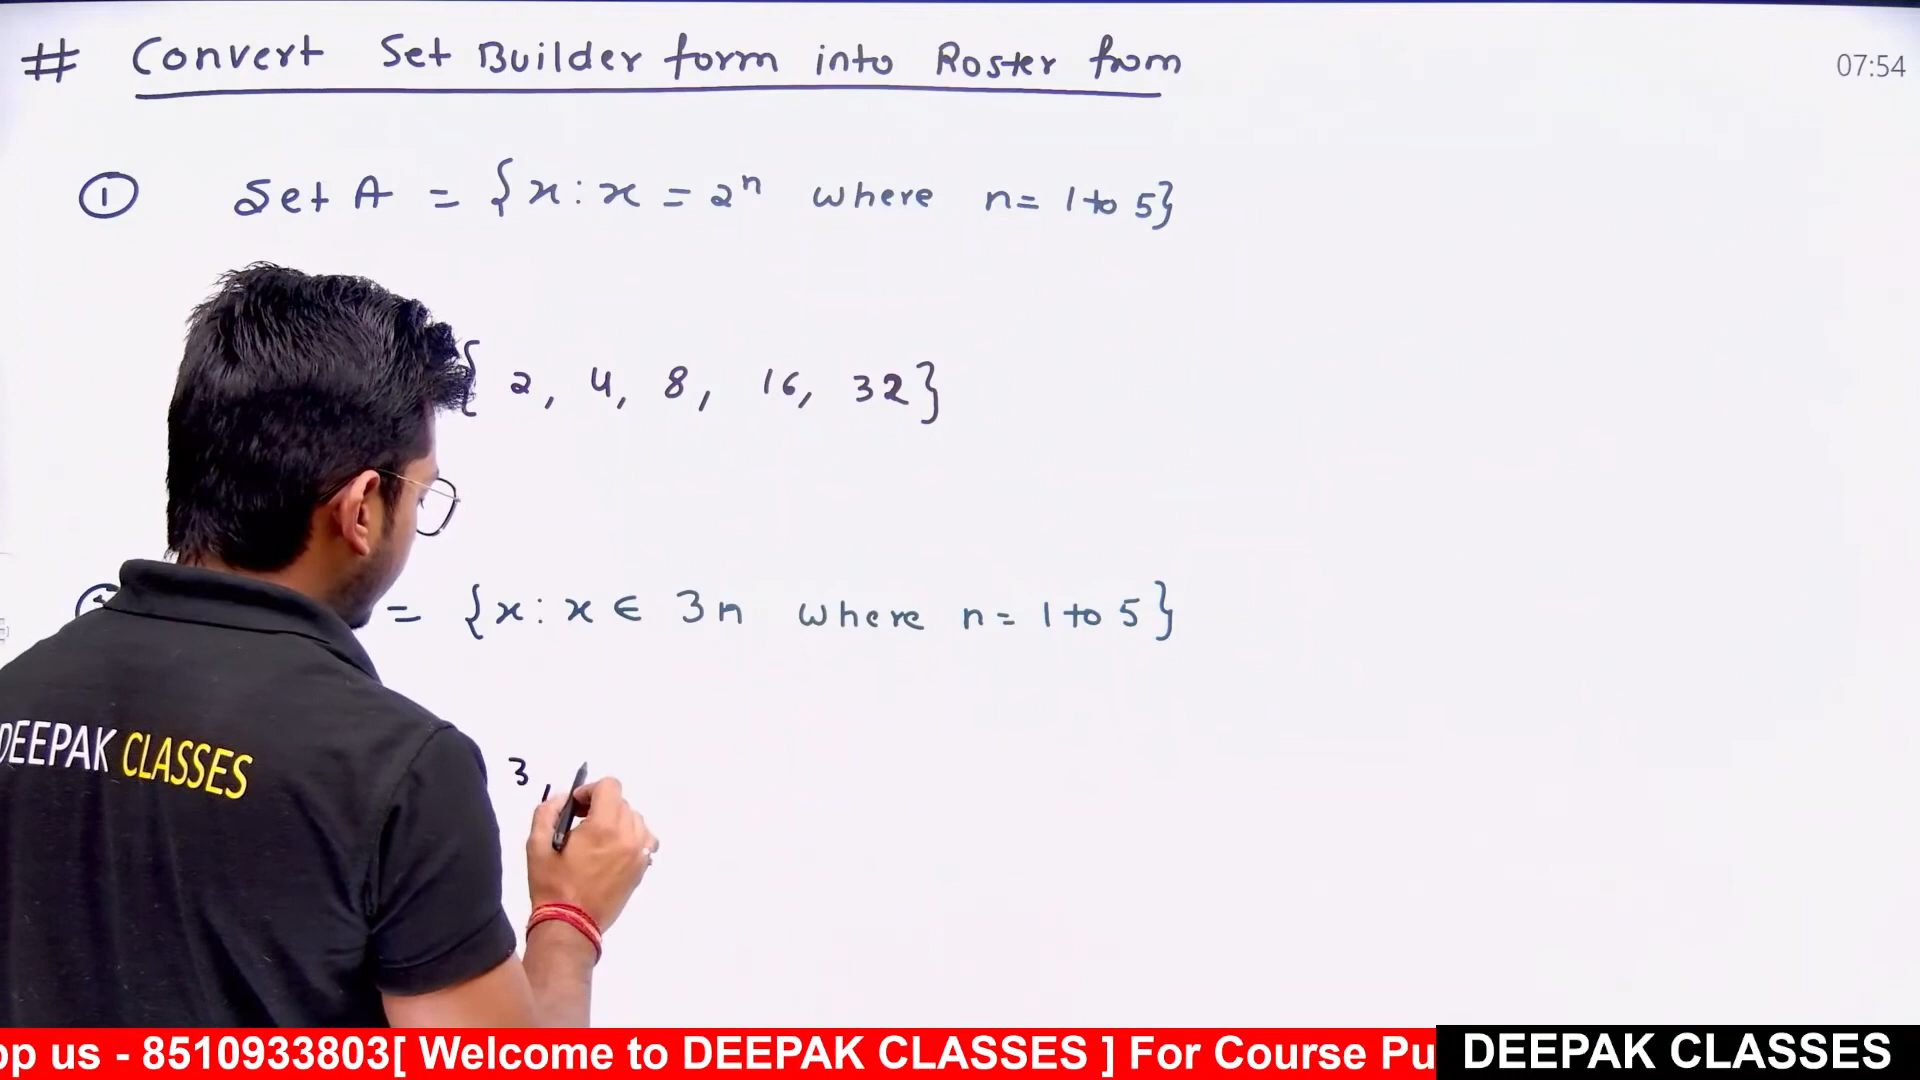 # Convert Set Builder form into Roster from
07:54
① Set A = {x : x = 2ⁿ where n = 1 to 5}
{ 2, 4, 8, 16, 32}
= {x : x ∈ 3n where n = 1 to 5}
3,
DEEPAK CLASSES
pp us - 8510933803[ Welcome to DEEPAK CLASSES ] For Course Pu
DEEPAK CLASSES